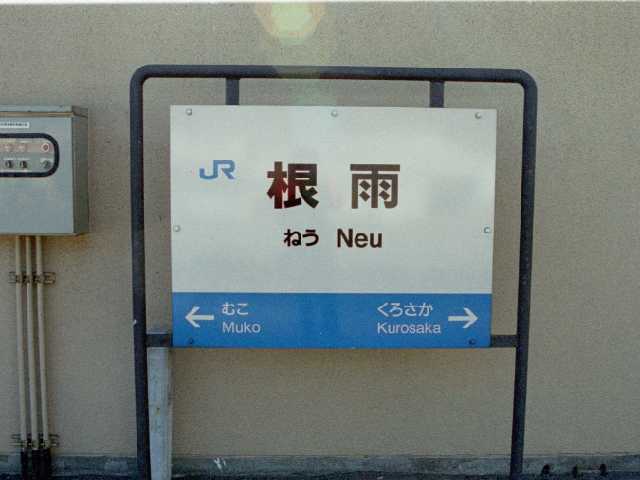 JR
根雨
ねう Neu
← むこ
Muko
くろさか →
Kurosaka